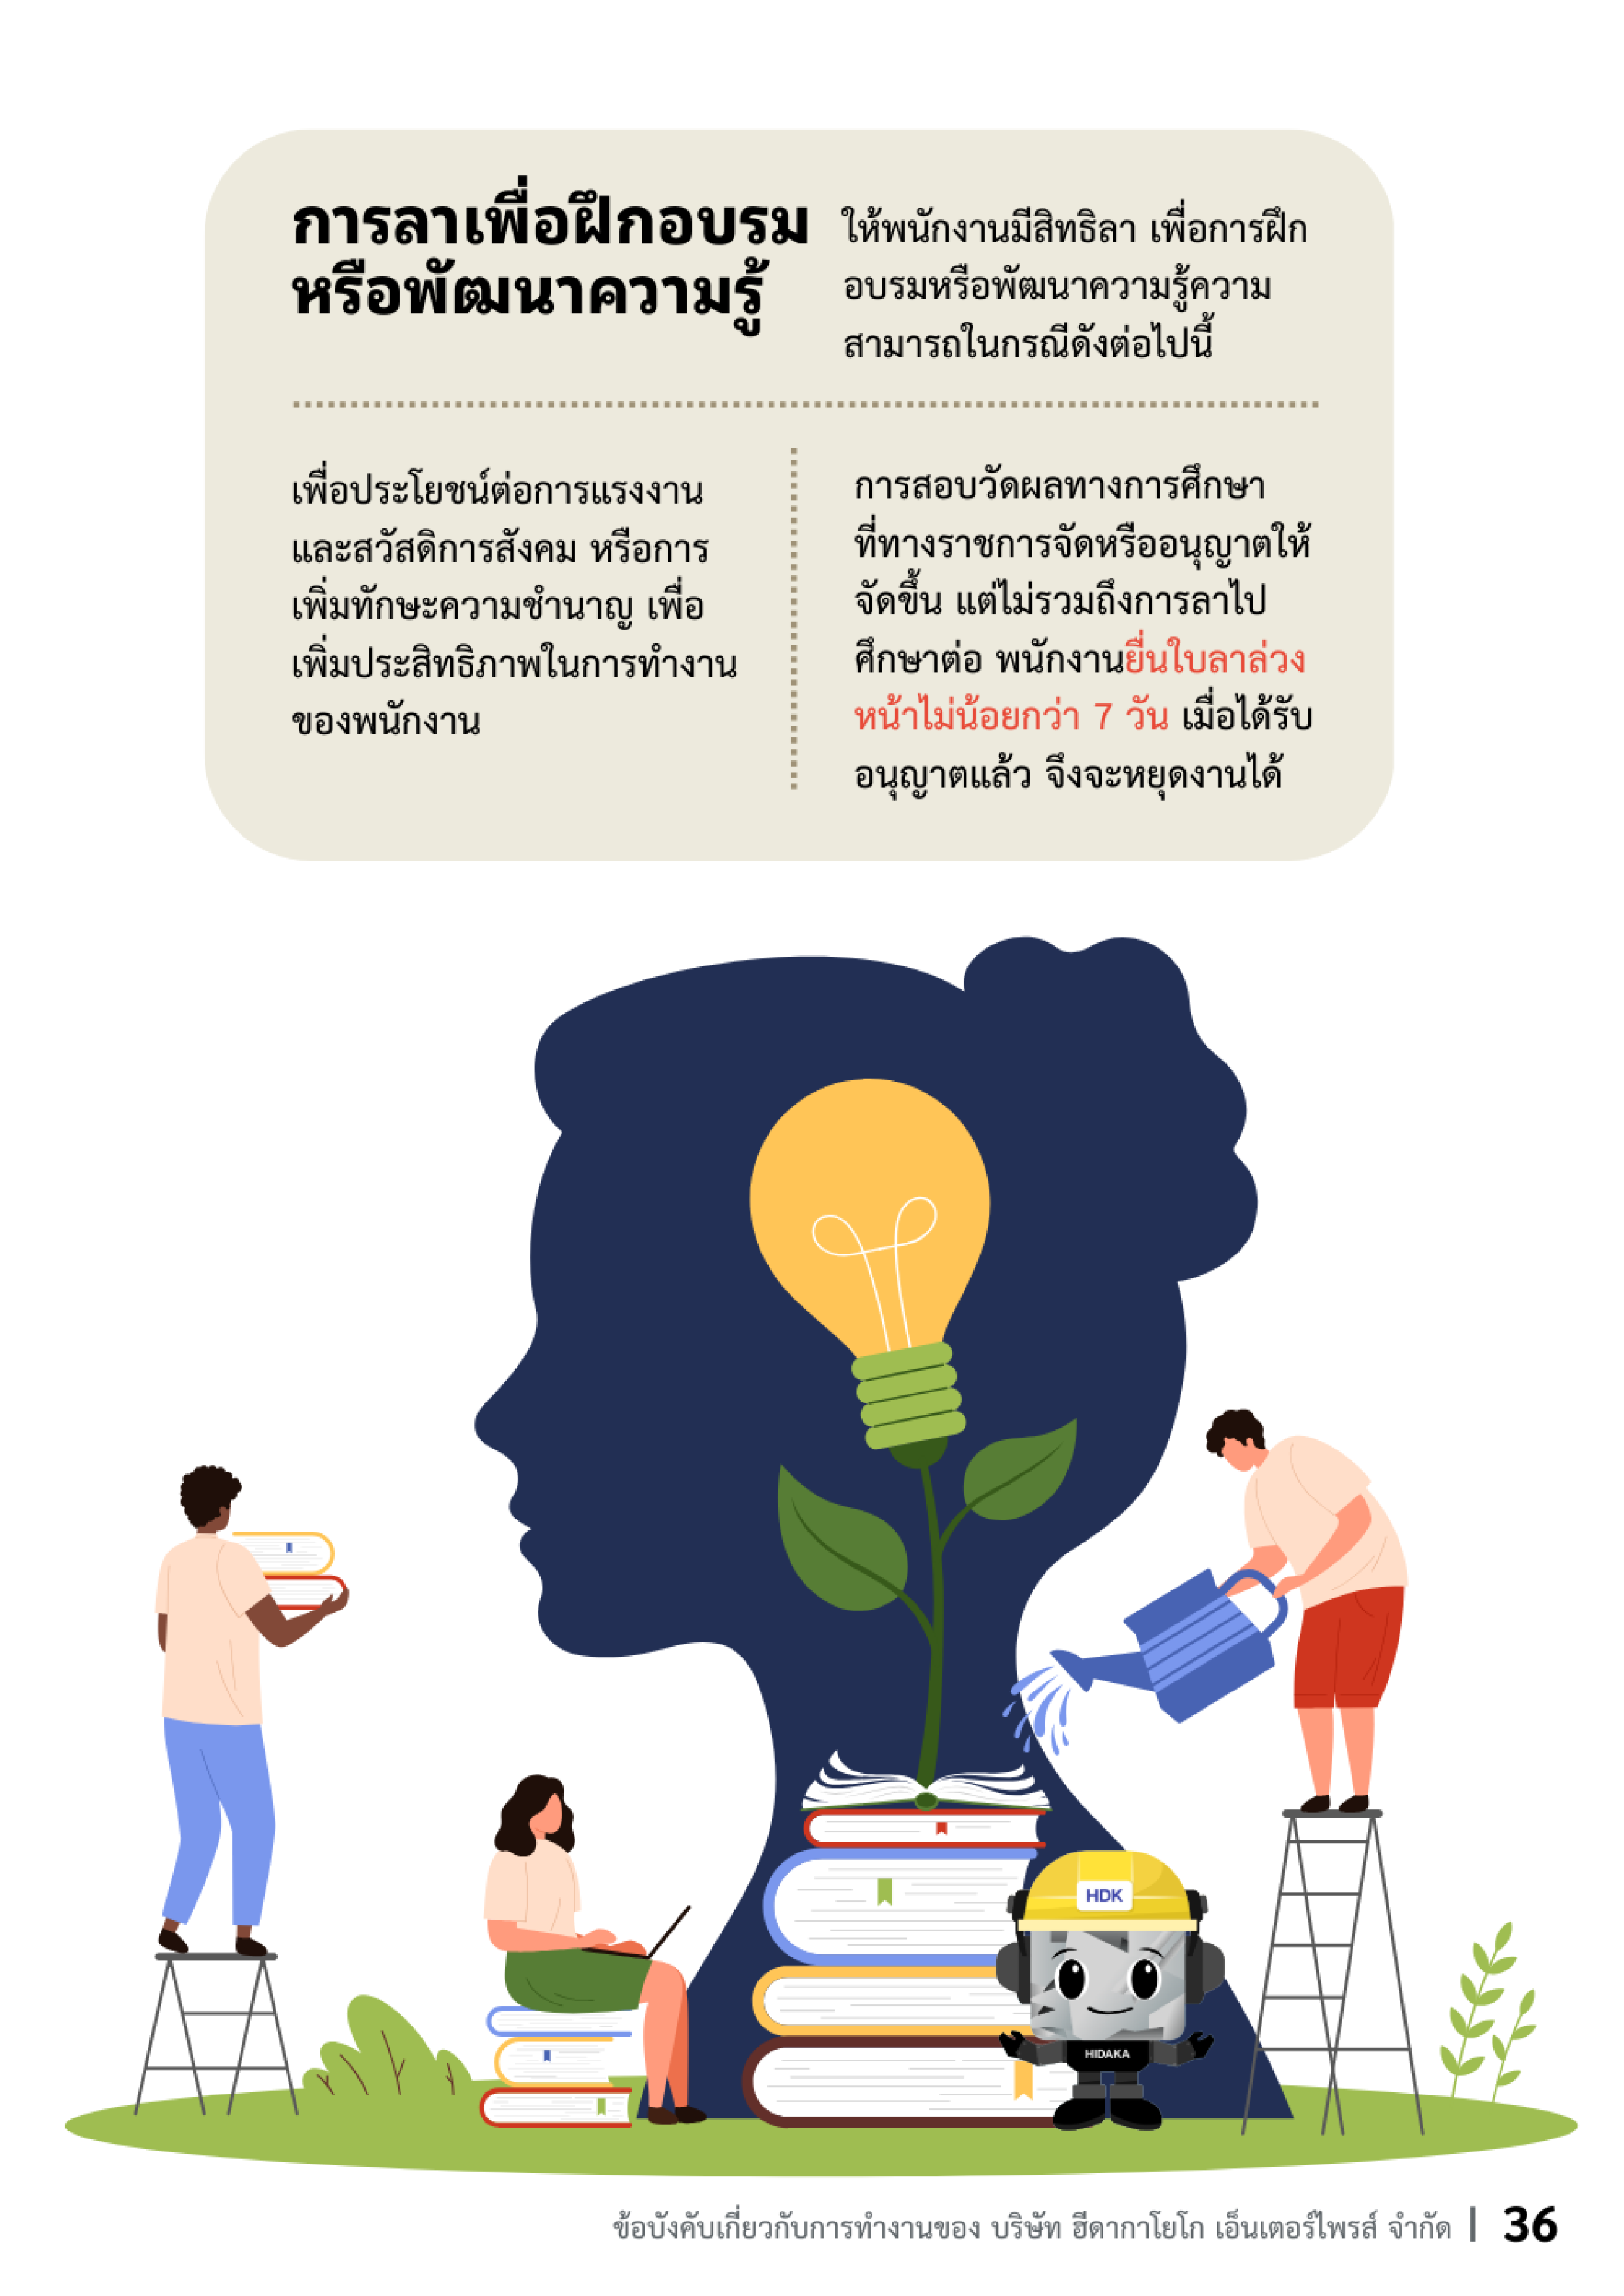 การลาเพื่อฝึกอบรม
หรือพัฒนาความรู้
ให้พนักงานมีสิทธิลา เพื่อการฝึก
อบรมหรือพัฒนาความรู้ความ
สามารถในกรณีดังต่อไปนี้
เพื่อประโยชน์ต่อการแรงงาน
และสวัสดิการสังคม หรือการ
เพิ่มทักษะความชำนาญ เพื่อ
เพิ่มประสิทธิภาพในการทำงาน
ของพนักงาน
การสอบวัดผลทางการศึกษา
ที่ทางราชการจัดหรืออนุญาตให้
จัดขึ้น แต่ไม่รวมถึงการลาไป
ศึกษาต่อ พนักงานยื่นใบลาล่วง
หน้าไม่น้อยกว่า 7 วัน เมื่อได้รับ
อนุญาตแล้ว จึงจะหยุดงานได้
HDK
HIDAKA
ข้อบังคับเกี่ยวกับการทำงานของ บริษัท ฮีดากาโยโก เอ็นเตอร์ไพรส์ จำกัด | 36